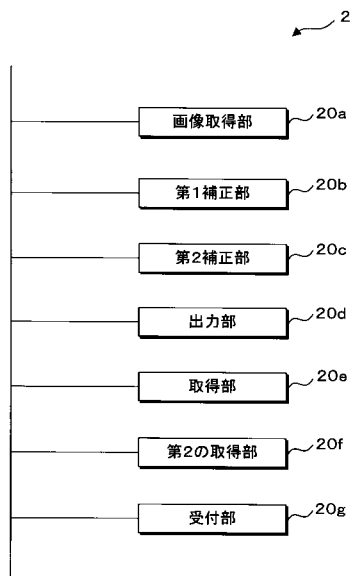 2
画像取得部 20a
第1補正部 20b
第2補正部 20c
出力部 20d
取得部 20e
第2の取得部 20f
受付部 20g